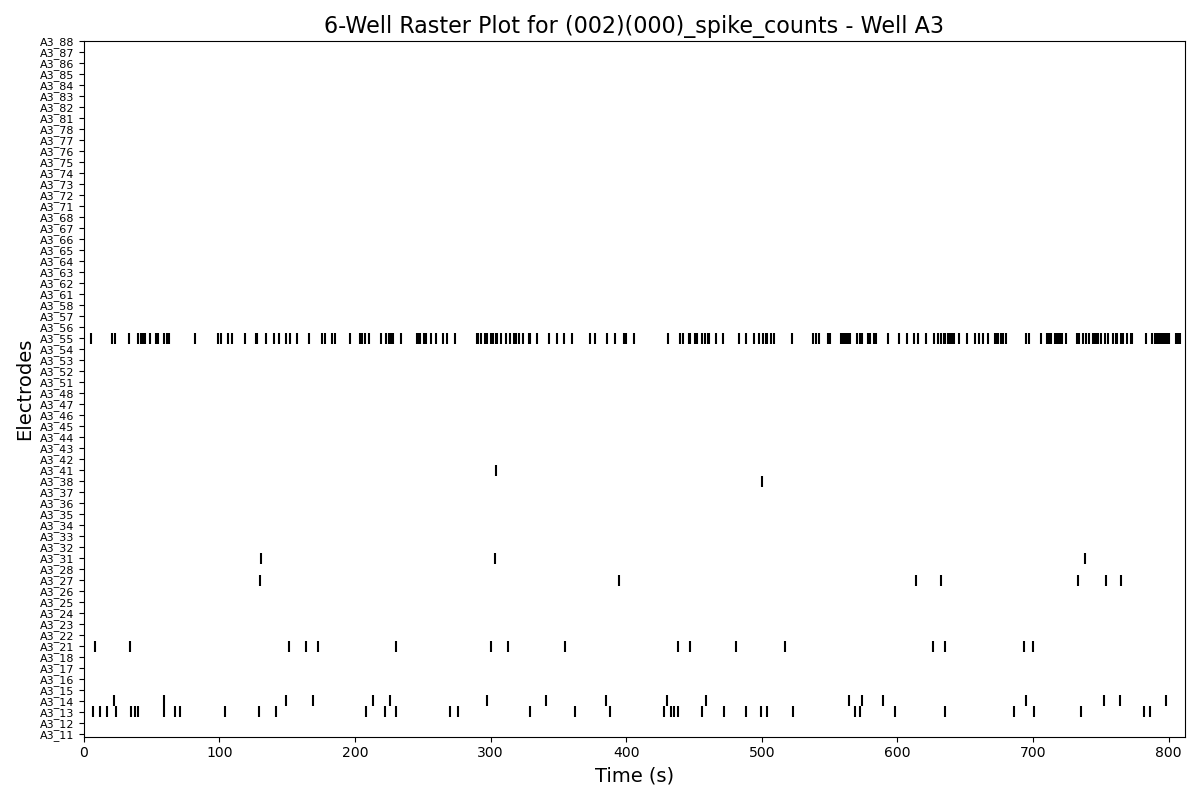 6-Well Raster Plot for (002)(000)_spike_counts - Well A3
A3_88
A3_87
A3_86
A3_85
A3_84
A3_83
A3_82
A3_81
A3_78
A3_77
A3_76
A3_75
A3_74
A3_73
A3_72
A3_71
A3_68
A3_67
A3_66
A3_65
A3_64
A3_63
A3_62
A3_61
A3_58
A3_57
A3_56
A3_55
A3_54
A3_53
A3_52
A3_51
A3_48
A3_47
A3_46
A3_45
A3_44
A3_43
A3_42
A3_41
A3_38
A3_37
A3_36
A3_35
A3_34
A3_33
A3_32
A3_31
A3_28
A3_27
A3_26
A3_25
A3_24
A3_23
A3_22
A3_21
A3_18
A3_17
A3_16
A3_15
A3_14
A3_13
A3_12
A3_11
Electrodes
0 100 200 300 400 500 600 700 800
Time (s)